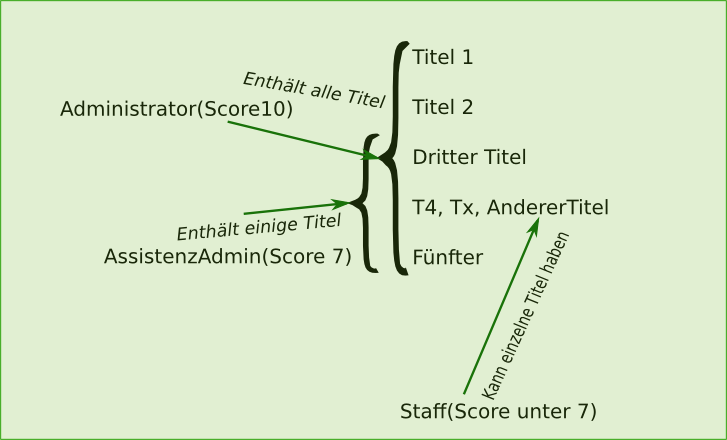 Titel 1
Enthält alle Titel
Administrator(Score10)
Titel 2
Dritter Titel
T4, Tx, AndererTitel
Enthält einige Titel
AssistenzAdmin(Score 7)
Fünfter
Kann einzelne Titel haben
Staff(Score unter 7)